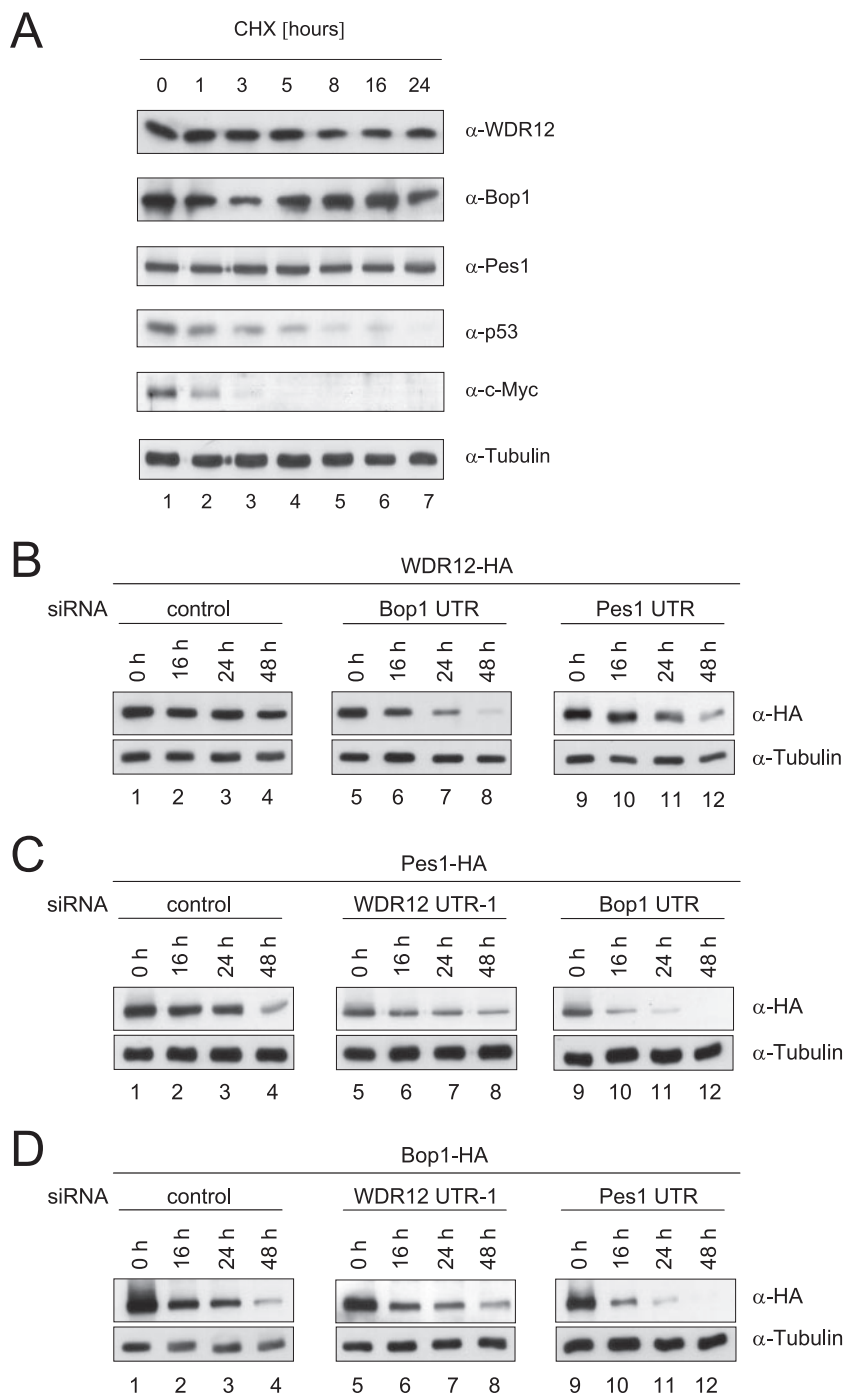 A
CHX [hours]
0 1 3 5 8 16 24
α-WDR12
α-Bop1
α-Pes1
α-p53
α-c-Myc
α-Tubulin
1 2 3 4 5 6 7
B
WDR12-HA
siRNA control Bop1 UTR Pes1 UTR
0 h 16 h 24 h 48 h 0 h 16 h 24 h 48 h 0 h 16 h 24 h 48 h
α-HA
α-Tubulin
1 2 3 4 5 6 7 8 9 10 11 12
C
Pes1-HA
siRNA control WDR12 UTR-1 Bop1 UTR
0 h 16 h 24 h 48 h 0 h 16 h 24 h 48 h 0 h 16 h 24 h 48 h
α-HA
α-Tubulin
1 2 3 4 5 6 7 8 9 10 11 12
D
Bop1-HA
siRNA control WDR12 UTR-1 Pes1 UTR
0 h 16 h 24 h 48 h 0 h 16 h 24 h 48 h 0 h 16 h 24 h 48 h
α-HA
α-Tubulin
1 2 3 4 5 6 7 8 9 10 11 12